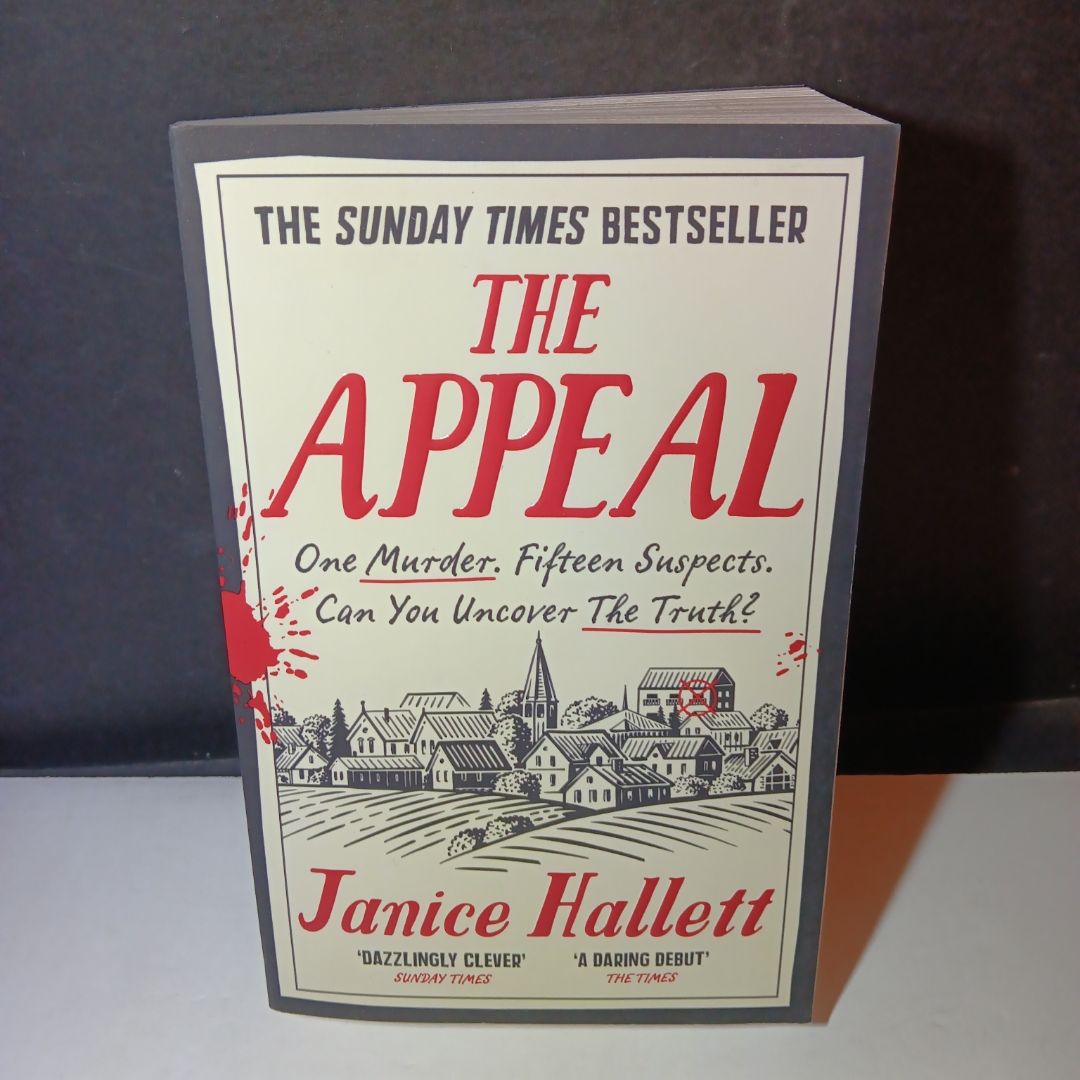 THE SUNDAY TIMES BESTSELLER
THE
APPEAL
One Murder. Fifteen Suspects.
Can You Uncover The Truth?
Janice Hallett
‘DAZZLINGLY CLEVER’ ‘A DARING DEBUT’
SUNDAY TIMES THE TIMES